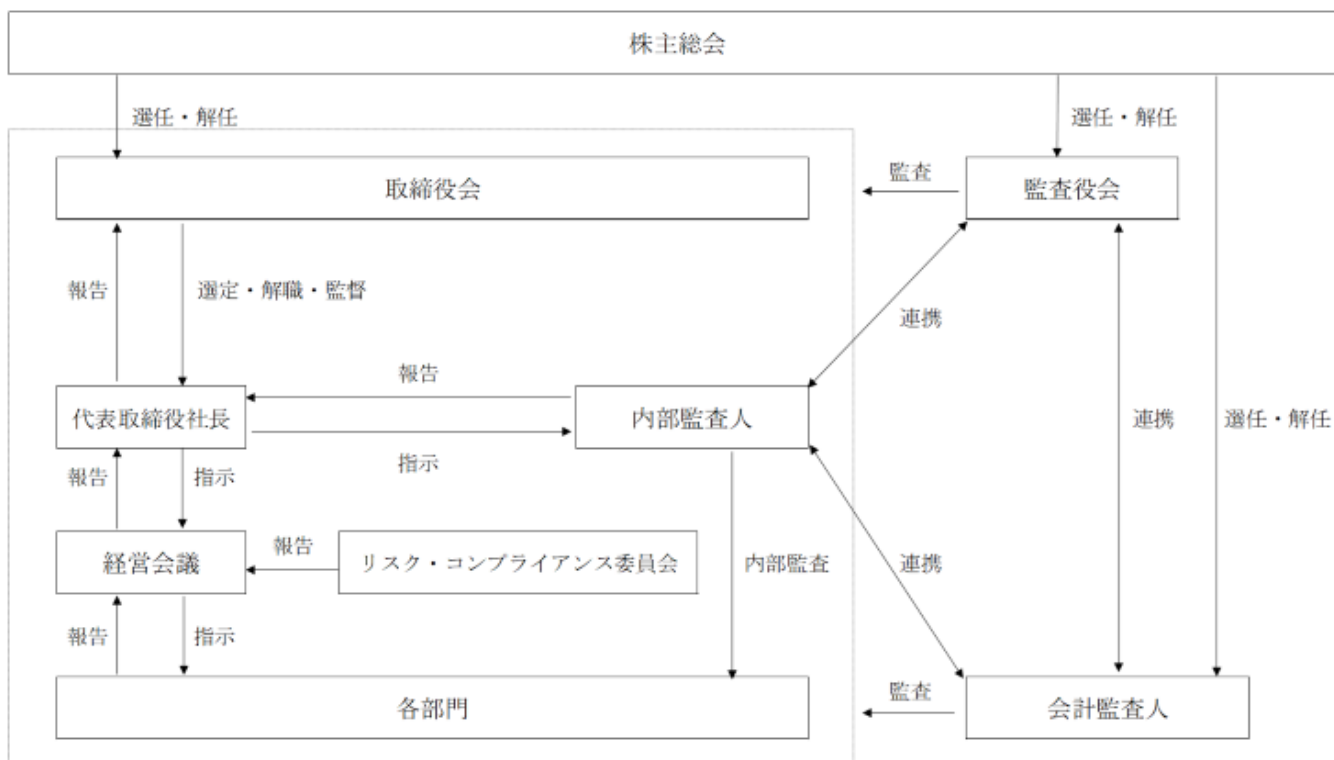 株主総会
選任・解任
選任・解任
取締役会
監査
監査役会
報告
選定・解職・監督
連携
報告
代表取締役社長
内部監査人
連携
選任・解任
指示
報告
指示
経営会議
報告
リスク・コンプライアンス委員会
内部監査
連携
報告
指示
各部門
監査
会計監査人